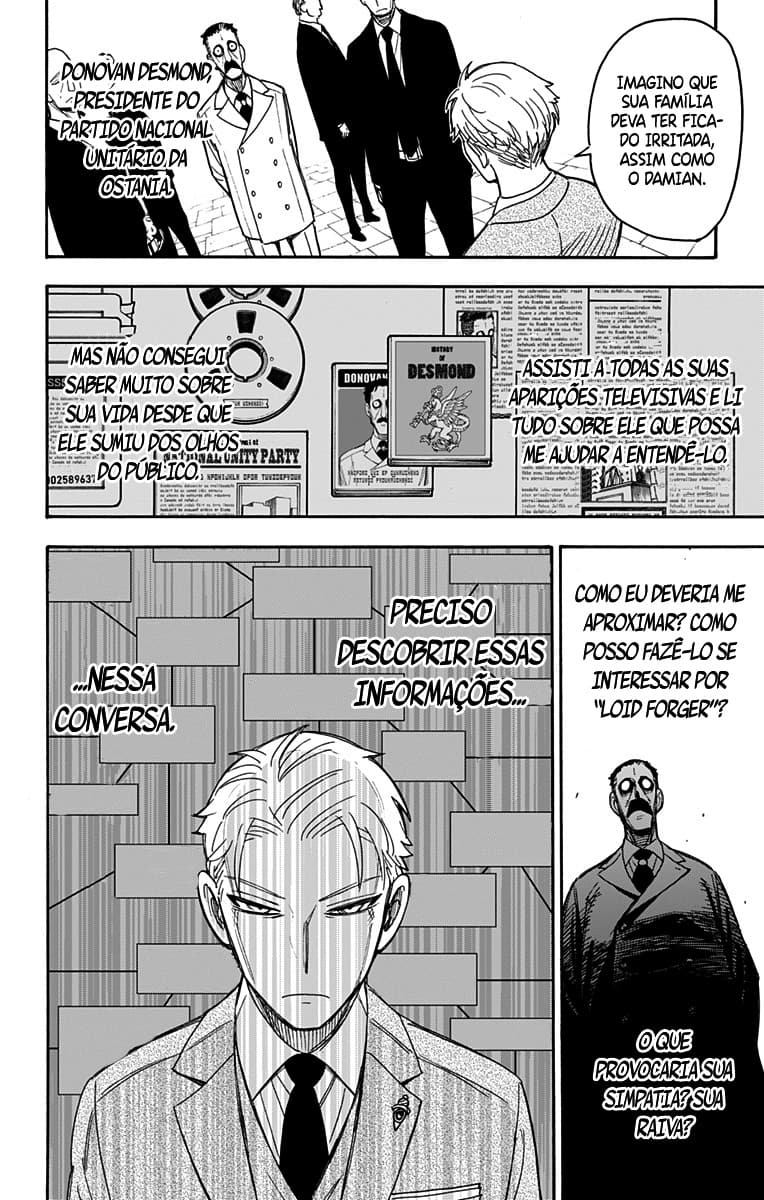 IMAGINO QUE
SUA FAMÍLIA
DEVA TER FICA-
DO IRRITADA,
ASSIM COMO
O DAMIAN.
DONOVAN DESMOND,
PRESIDENTE DO
PARTIDO NACIONAL
UNITÁRIO DA
OSTANIA.
ASSISTI A TODAS AS SUAS
APARIÇÕES TELEVISIVAS E LI
TUDO SOBRE ELE QUE POSSA
ME AJUDAR A ENTENDÊ-LO.
HISTORY OF
DESMOND
DONOVAN
MAS NÃO CONSEGUI
SABER MUITO SOBRE
SUA VIDA DESDE QUE
ELE SUMIU DOS OLHOS
DO PÚBLICO.
NATIONAL UNITY PARTY
00258963
COMO EU DEVERIA ME
APROXIMAR? COMO
POSSO FAZÊ-LO SE
INTERESSAR POR
“LOID FORGER”?
O QUE
PROVOCARIA SUA
SIMPATIA? SUA
RAIVA?
PRECISO
DESCOBRIR ESSAS
INFORMAÇÕES...
...NESSA
CONVERSA.